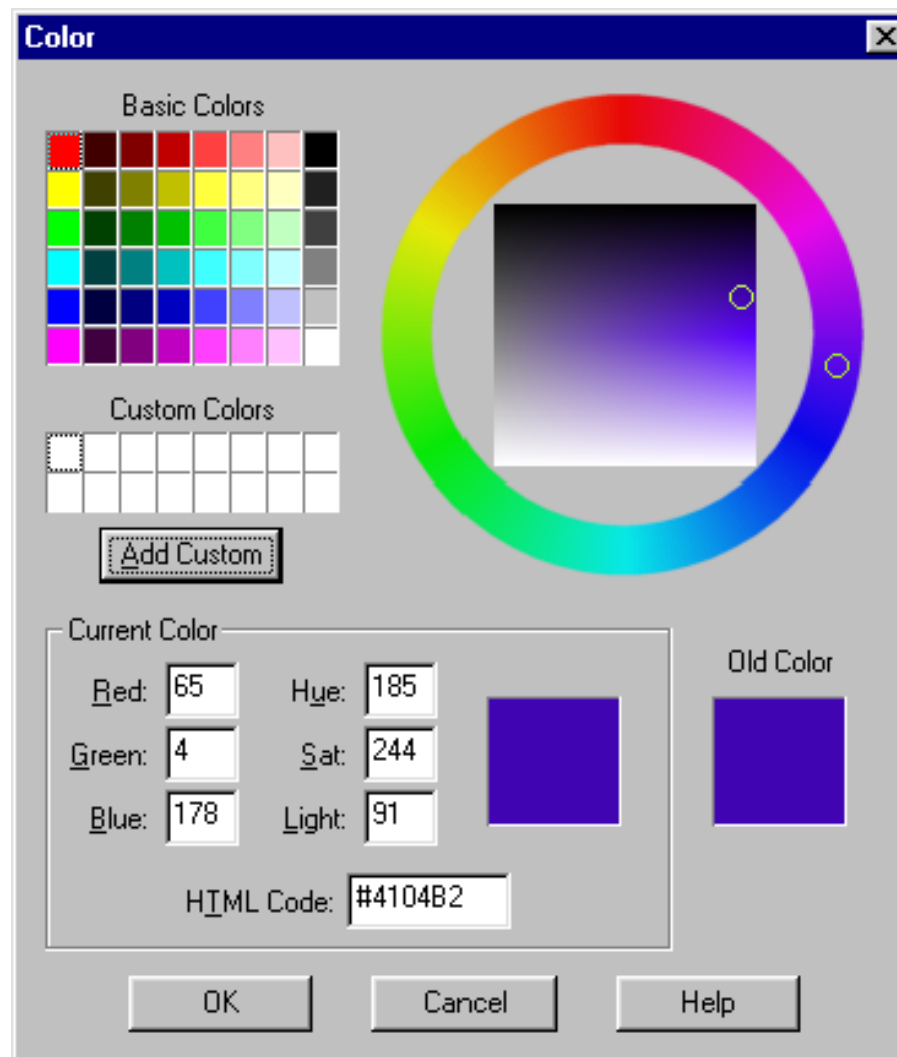 Color
Basic Colors
Custom Colors
Add Custom
Current Color
Red: 65 Hue: 185
Green: 4 Sat: 244
Blue: 178 Light: 91
HTML Code: #4104B2
Old Color
OK Cancel Help